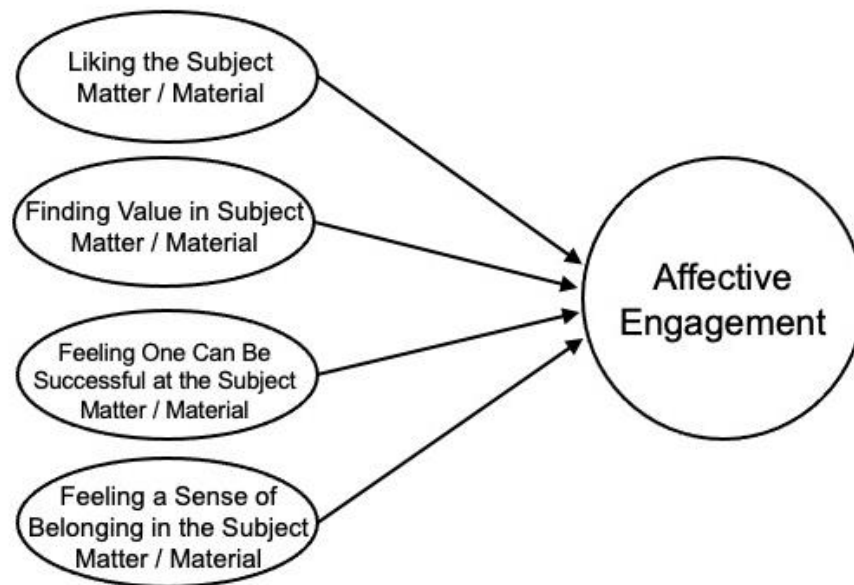 Liking the Subject
Matter / Material
Finding Value in Subject
Matter / Material
Feeling One Can Be
Successful at the Subject
Matter / Material
Feeling a Sense of
Belonging in the Subject
Matter / Material
Affective
Engagement